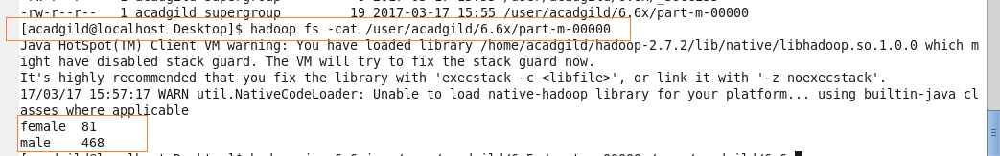 -rw-r--r-- 1 acadgild supergroup 19 2017-03-17 15:55 /user/acadgild/6.6x/part-m-00000
[acadgild@localhost Desktop]$ hadoop fs -cat /user/acadgild/6.6x/part-m-00000
Java HotSpot(TM) Client VM warning: You have loaded library /home/acadgild/hadoop-2.7.2/lib/native/libhadoop.so.1.0.0 which m
ight have disabled stack guard. The VM will try to fix the stack guard now.
It's highly recommended that you fix the library with 'execstack -c <libfile>', or link it with '-z noexecstack'.
17/03/17 15:57:17 WARN util.NativeCodeLoader: Unable to load native-hadoop library for your platform... using builtin-java cl
asses where applicable
female 81
male 468